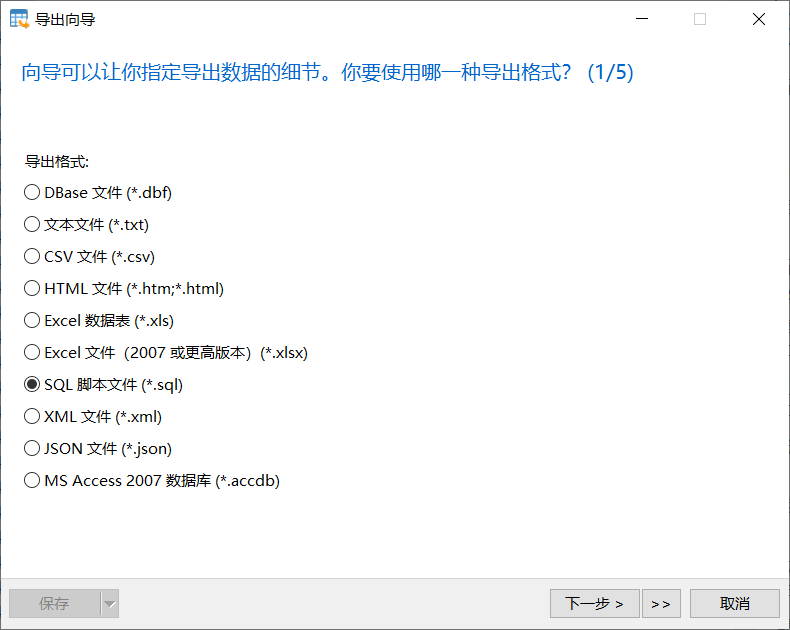 导出向导
向导可以让你指定导出数据的细节。你要使用哪一种导出格式? (1/5)
导出格式:
DBase 文件 (*.dbf)
文本文件 (*.txt)
CSV 文件 (*.csv)
HTML 文件 (*.htm;*.html)
Excel 数据表 (*.xls)
Excel 文件（2007 或更高版本）(*.xlsx)
SQL 脚本文件 (*.sql)
XML 文件 (*.xml)
JSON 文件 (*.json)
MS Access 2007 数据库 (*.accdb)
保存 下一步 > >> 取消